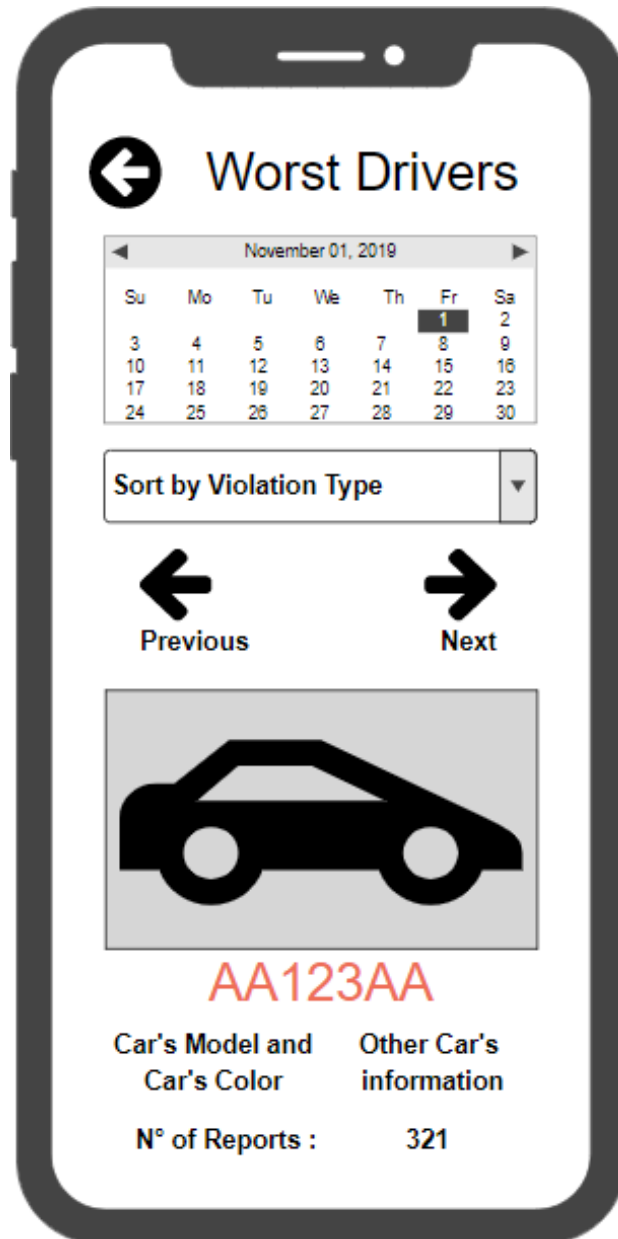 Worst Drivers
November 01, 2019
Su Mo Tu We Th Fr Sa
1 2
3 4 5 6 7 8 9
10 11 12 13 14 15 16
17 18 19 20 21 22 23
24 25 26 27 28 29 30
Sort by Violation Type
Previous Next
AA123AA
Car's Model and Other Car's
Car's Color information
N° of Reports : 321